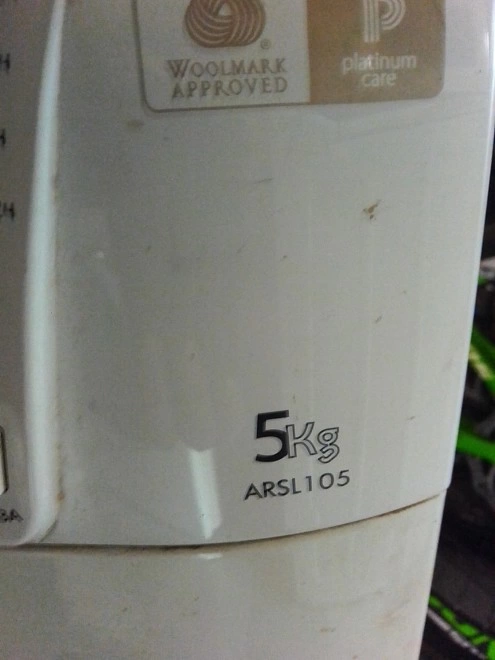 WOOLMARK
APPROVED
platinum
care
5Kg
ARSL105